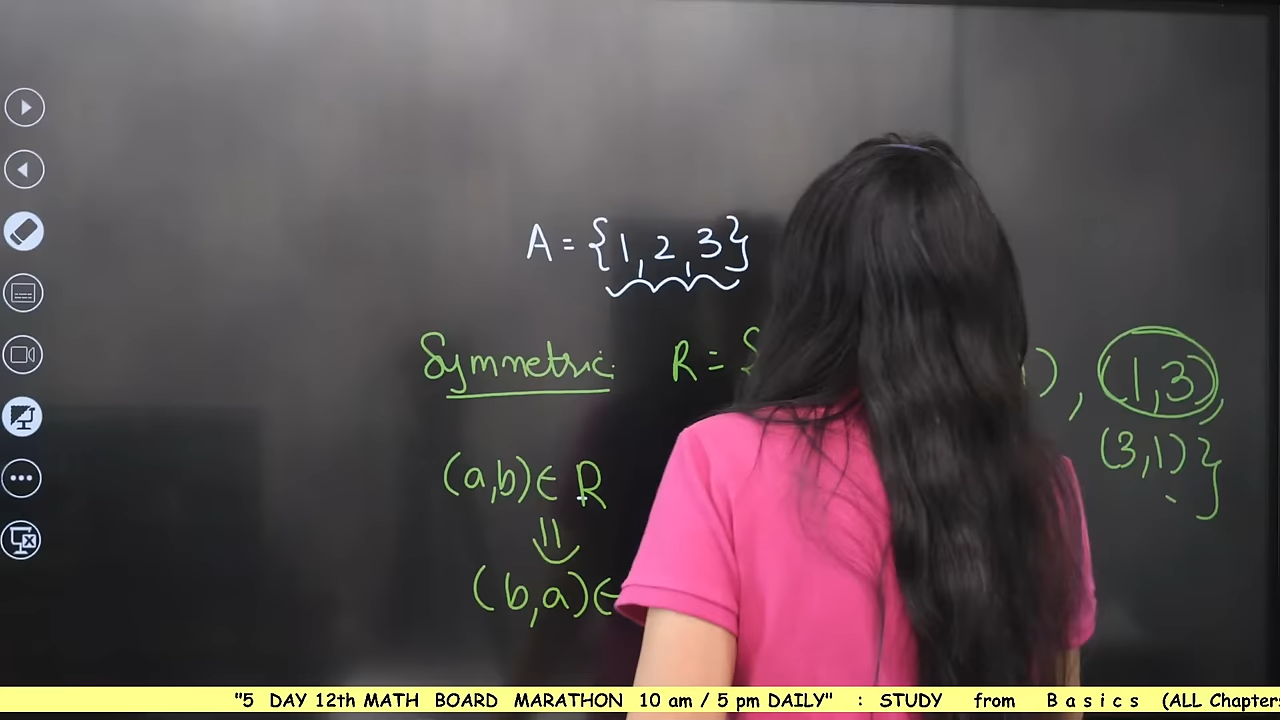 A = {1, 2, 3}
Symmetric: R = { ), (1,3),
(3,1)}
(a,b) ∈ R
⇓
(b,a) ∈
"5 DAY 12th MATH BOARD MARATHON 10 am / 5 pm DAILY" : STUDY from Basics (ALL Chapter